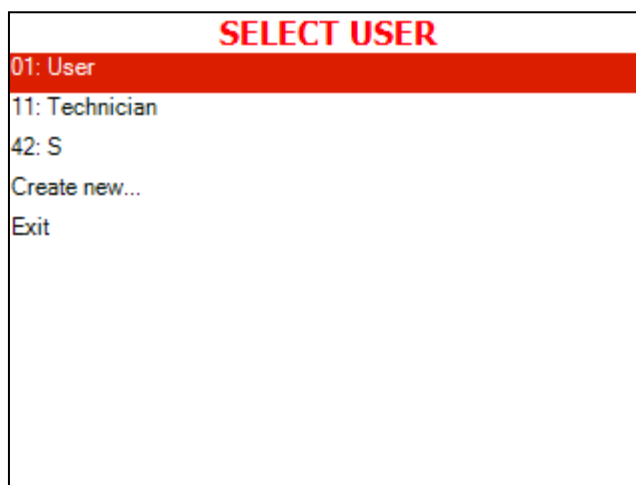 SELECT USER
01: User
11: Technician
42: S
Create new...
Exit